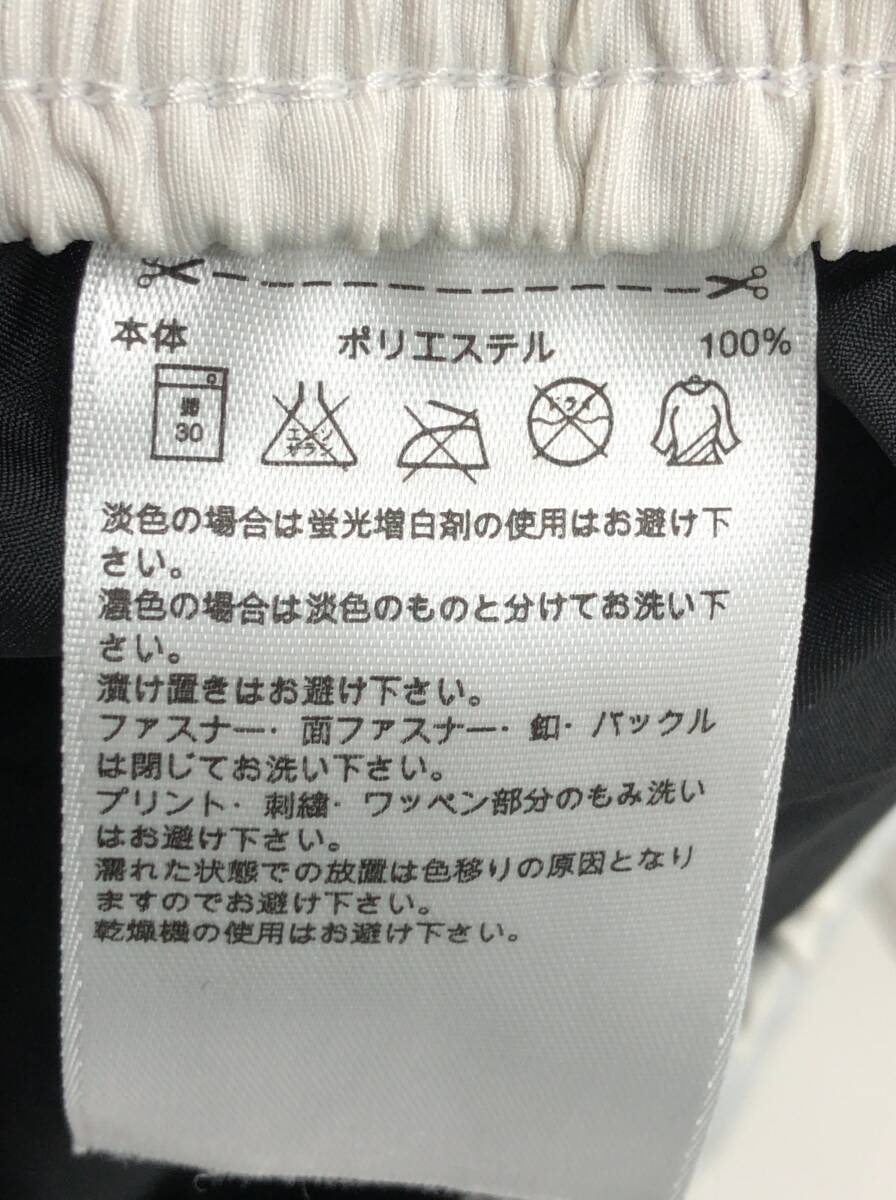 本体 ポリエステル 100%
弱 30 エンソ サラシ ドライ
淡色の場合は蛍光増白剤の使用はお避け下
さい。
濃色の場合は淡色のものと分けてお洗い下
さい。
漬け置きはお避け下さい。
ファスナー・面ファスナー・釦・バックル
は閉じてお洗い下さい。
プリント・刺繍・ワッペン部分のもみ洗い
はお避け下さい。
濡れた状態での放置は色移りの原因となり
ますのでお避け下さい。
乾燥機の使用はお避け下さい。